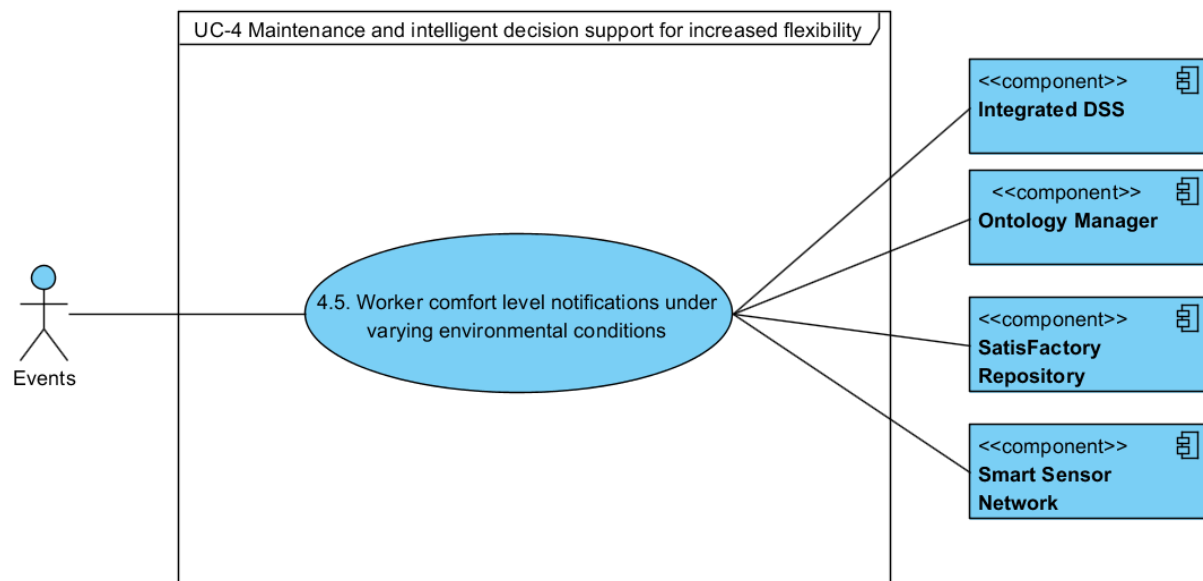 UC-4 Maintenance and intelligent decision support for increased flexibility
<<component>>
Integrated DSS
<<component>>
Ontology Manager
4.5. Worker comfort level notifications under
varying environmental conditions
<<component>>
SatisFactory
Repository
Events
<<component>>
Smart Sensor
Network